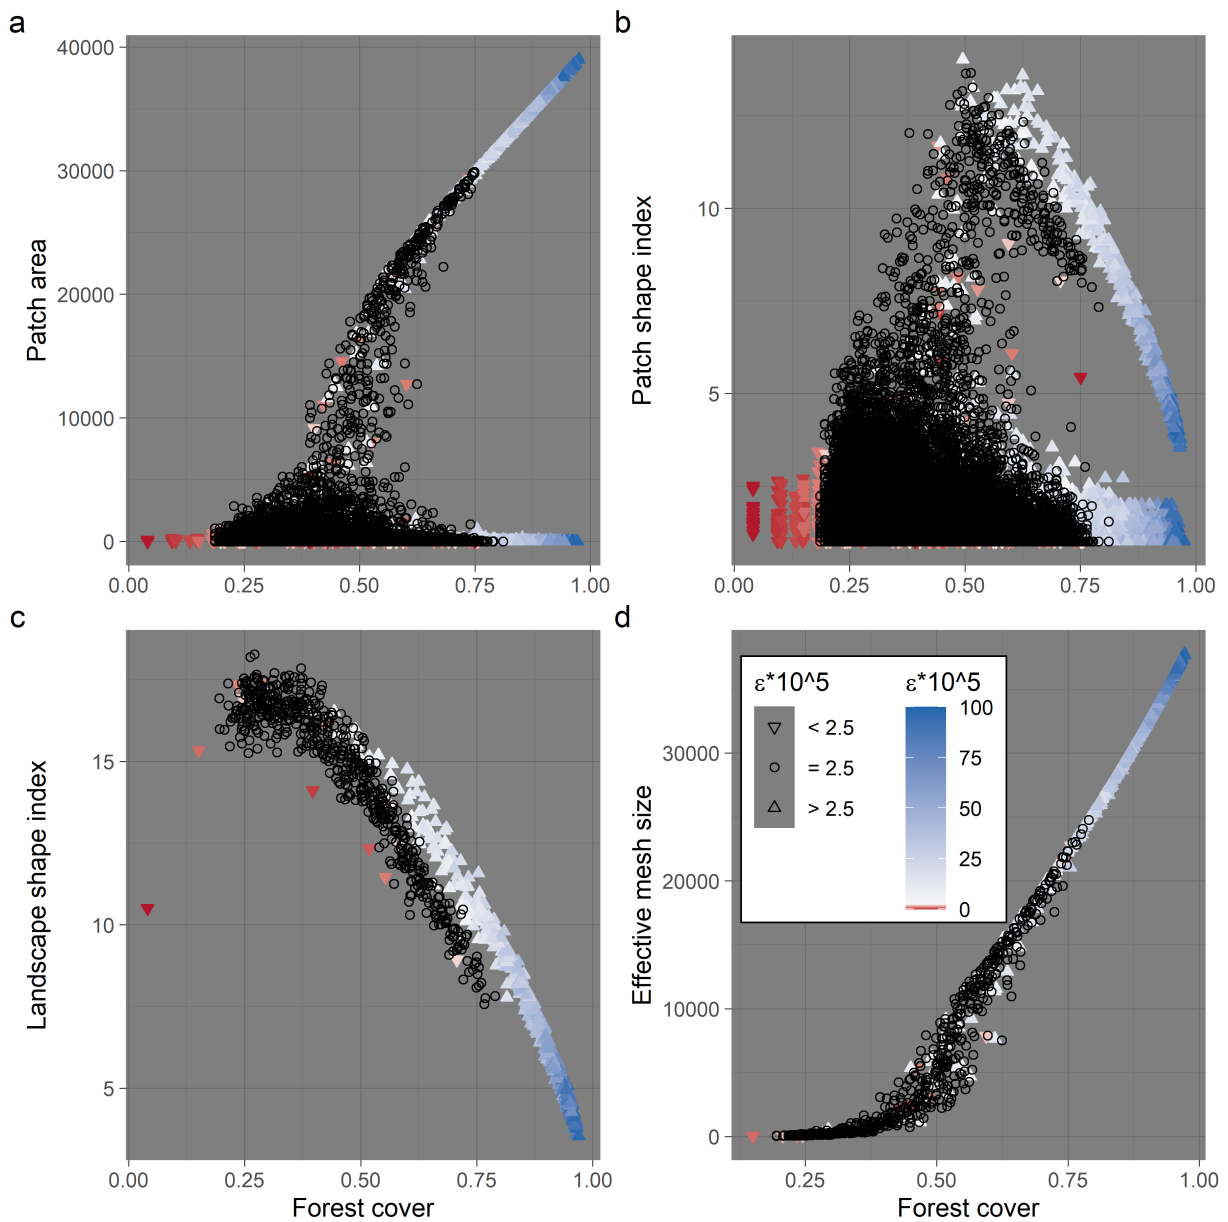 a
40000
30000
20000
10000
0
Patch area
0.00 0.25 0.50 0.75 1.00
b
10
5
Patch shape index
0.00 0.25 0.50 0.75 1.00
c
15
10
5
Landscape shape index
0.00 0.25 0.50 0.75 1.00
Forest cover
d
30000
20000
10000
0
Effective mesh size
ε*10^5
< 2.5
= 2.5
> 2.5
ε*10^5
100
75
50
25
0
0.25 0.50 0.75 1.00
Forest cover